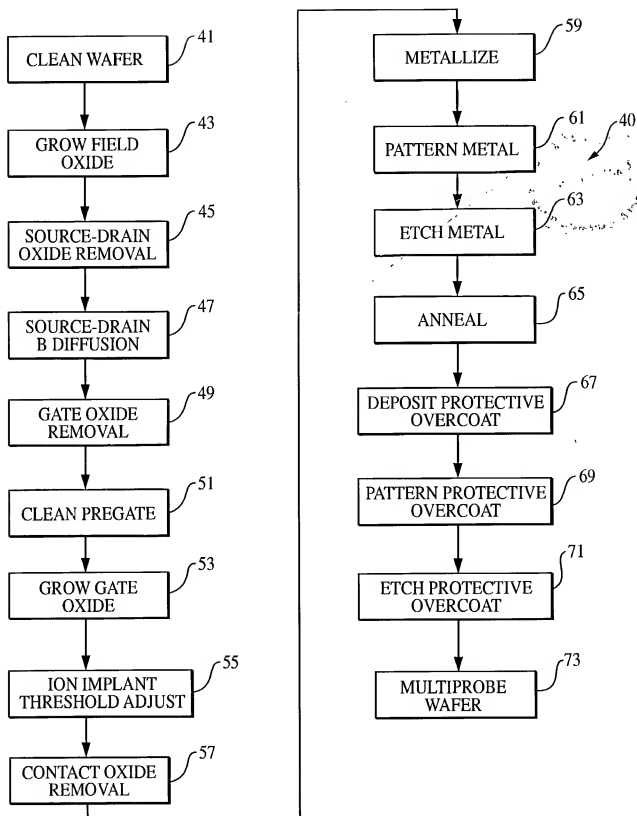 41
CLEAN WAFER
43
GROW FIELD
OXIDE
45
SOURCE-DRAIN
OXIDE REMOVAL
47
SOURCE-DRAIN
B DIFFUSION
49
GATE OXIDE
REMOVAL
51
CLEAN PREGATE
53
GROW GATE
OXIDE
55
ION IMPLANT
THRESHOLD ADJUST
57
CONTACT OXIDE
REMOVAL
59
METALLIZE
61
PATTERN METAL
40
63
ETCH METAL
65
ANNEAL
67
DEPOSIT PROTECTIVE
OVERCOAT
69
PATTERN PROTECTIVE
OVERCOAT
71
ETCH PROTECTIVE
OVERCOAT
73
MULTIPROBE
WAFER